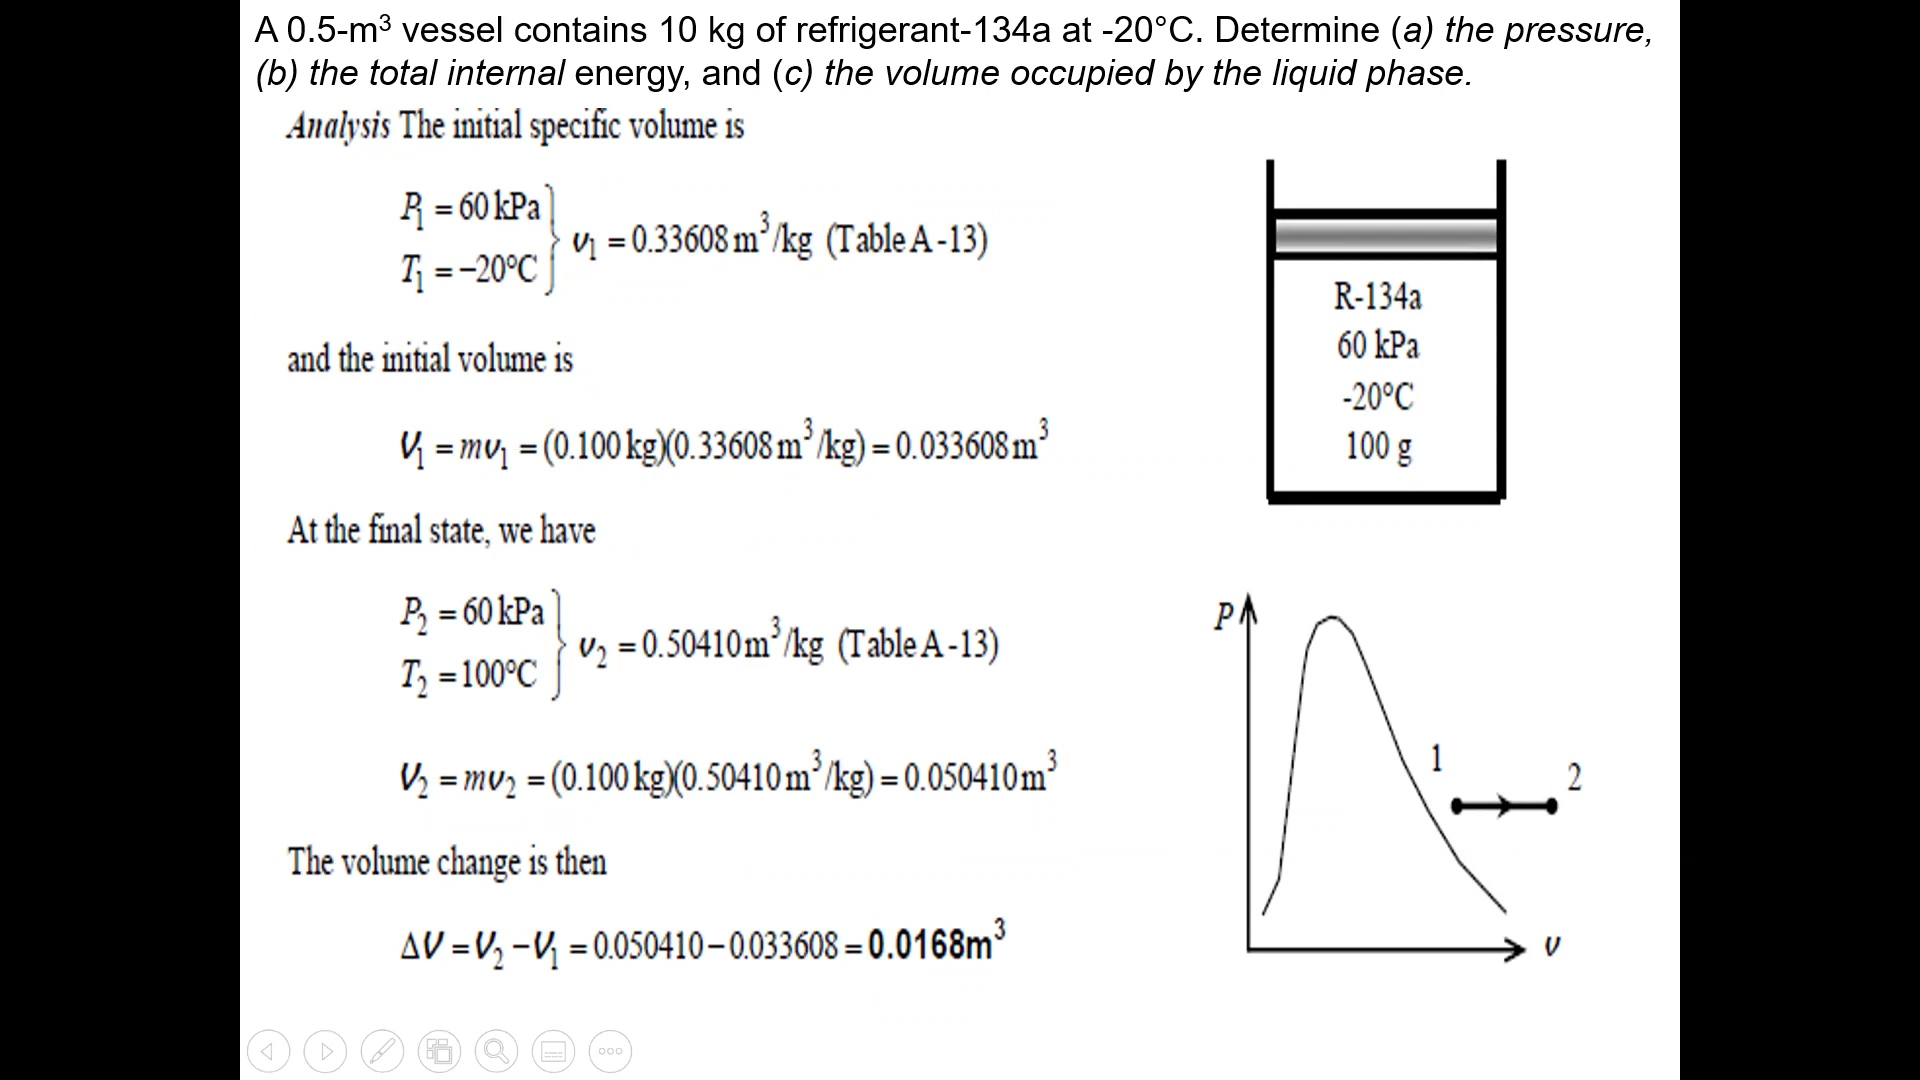 A 0.5-m³ vessel contains 10 kg of refrigerant-134a at -20°C. Determine (a) the pressure,
(b) the total internal energy, and (c) the volume occupied by the liquid phase.
Analysis The initial specific volume is
P₁ = 60 kPa
T₁ = −20°C
v₁ = 0.33608 m³/kg (Table A-13)
and the initial volume is
V₁ = mv₁ = (0.100 kg)(0.33608 m³/kg) = 0.033608 m³
At the final state, we have
P₂ = 60 kPa
T₂ = 100°C
v₂ = 0.50410 m³/kg (Table A-13)
V₂ = mv₂ = (0.100 kg)(0.50410 m³/kg) = 0.050410 m³
The volume change is then
ΔV = V₂ − V₁ = 0.050410 − 0.033608 = 0.0168 m³
R-134a
60 kPa
-20°C
100 g
P
1
2
v